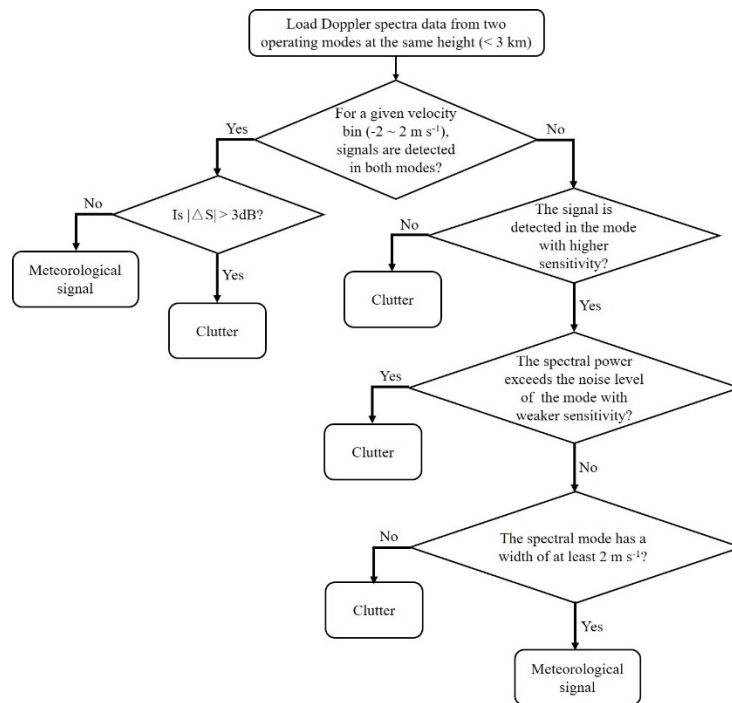 Load Doppler spectra data from two
operating modes at the same height (< 3 km)
Yes
For a given velocity
bin (-2 ~ 2 m s⁻¹),
signals are detected
in both modes?
No
No
Is |△S| > 3dB?
Meteorological
signal
Yes
Clutter
No
The signal is
detected in the mode
with higher
sensitivity?
Clutter
Yes
Yes
The spectral power
exceeds the noise level
of the mode with
weaker sensitivity?
Clutter
No
No
The spectral mode has a
width of at least 2 m s⁻¹?
Clutter
Yes
Meteorological
signal